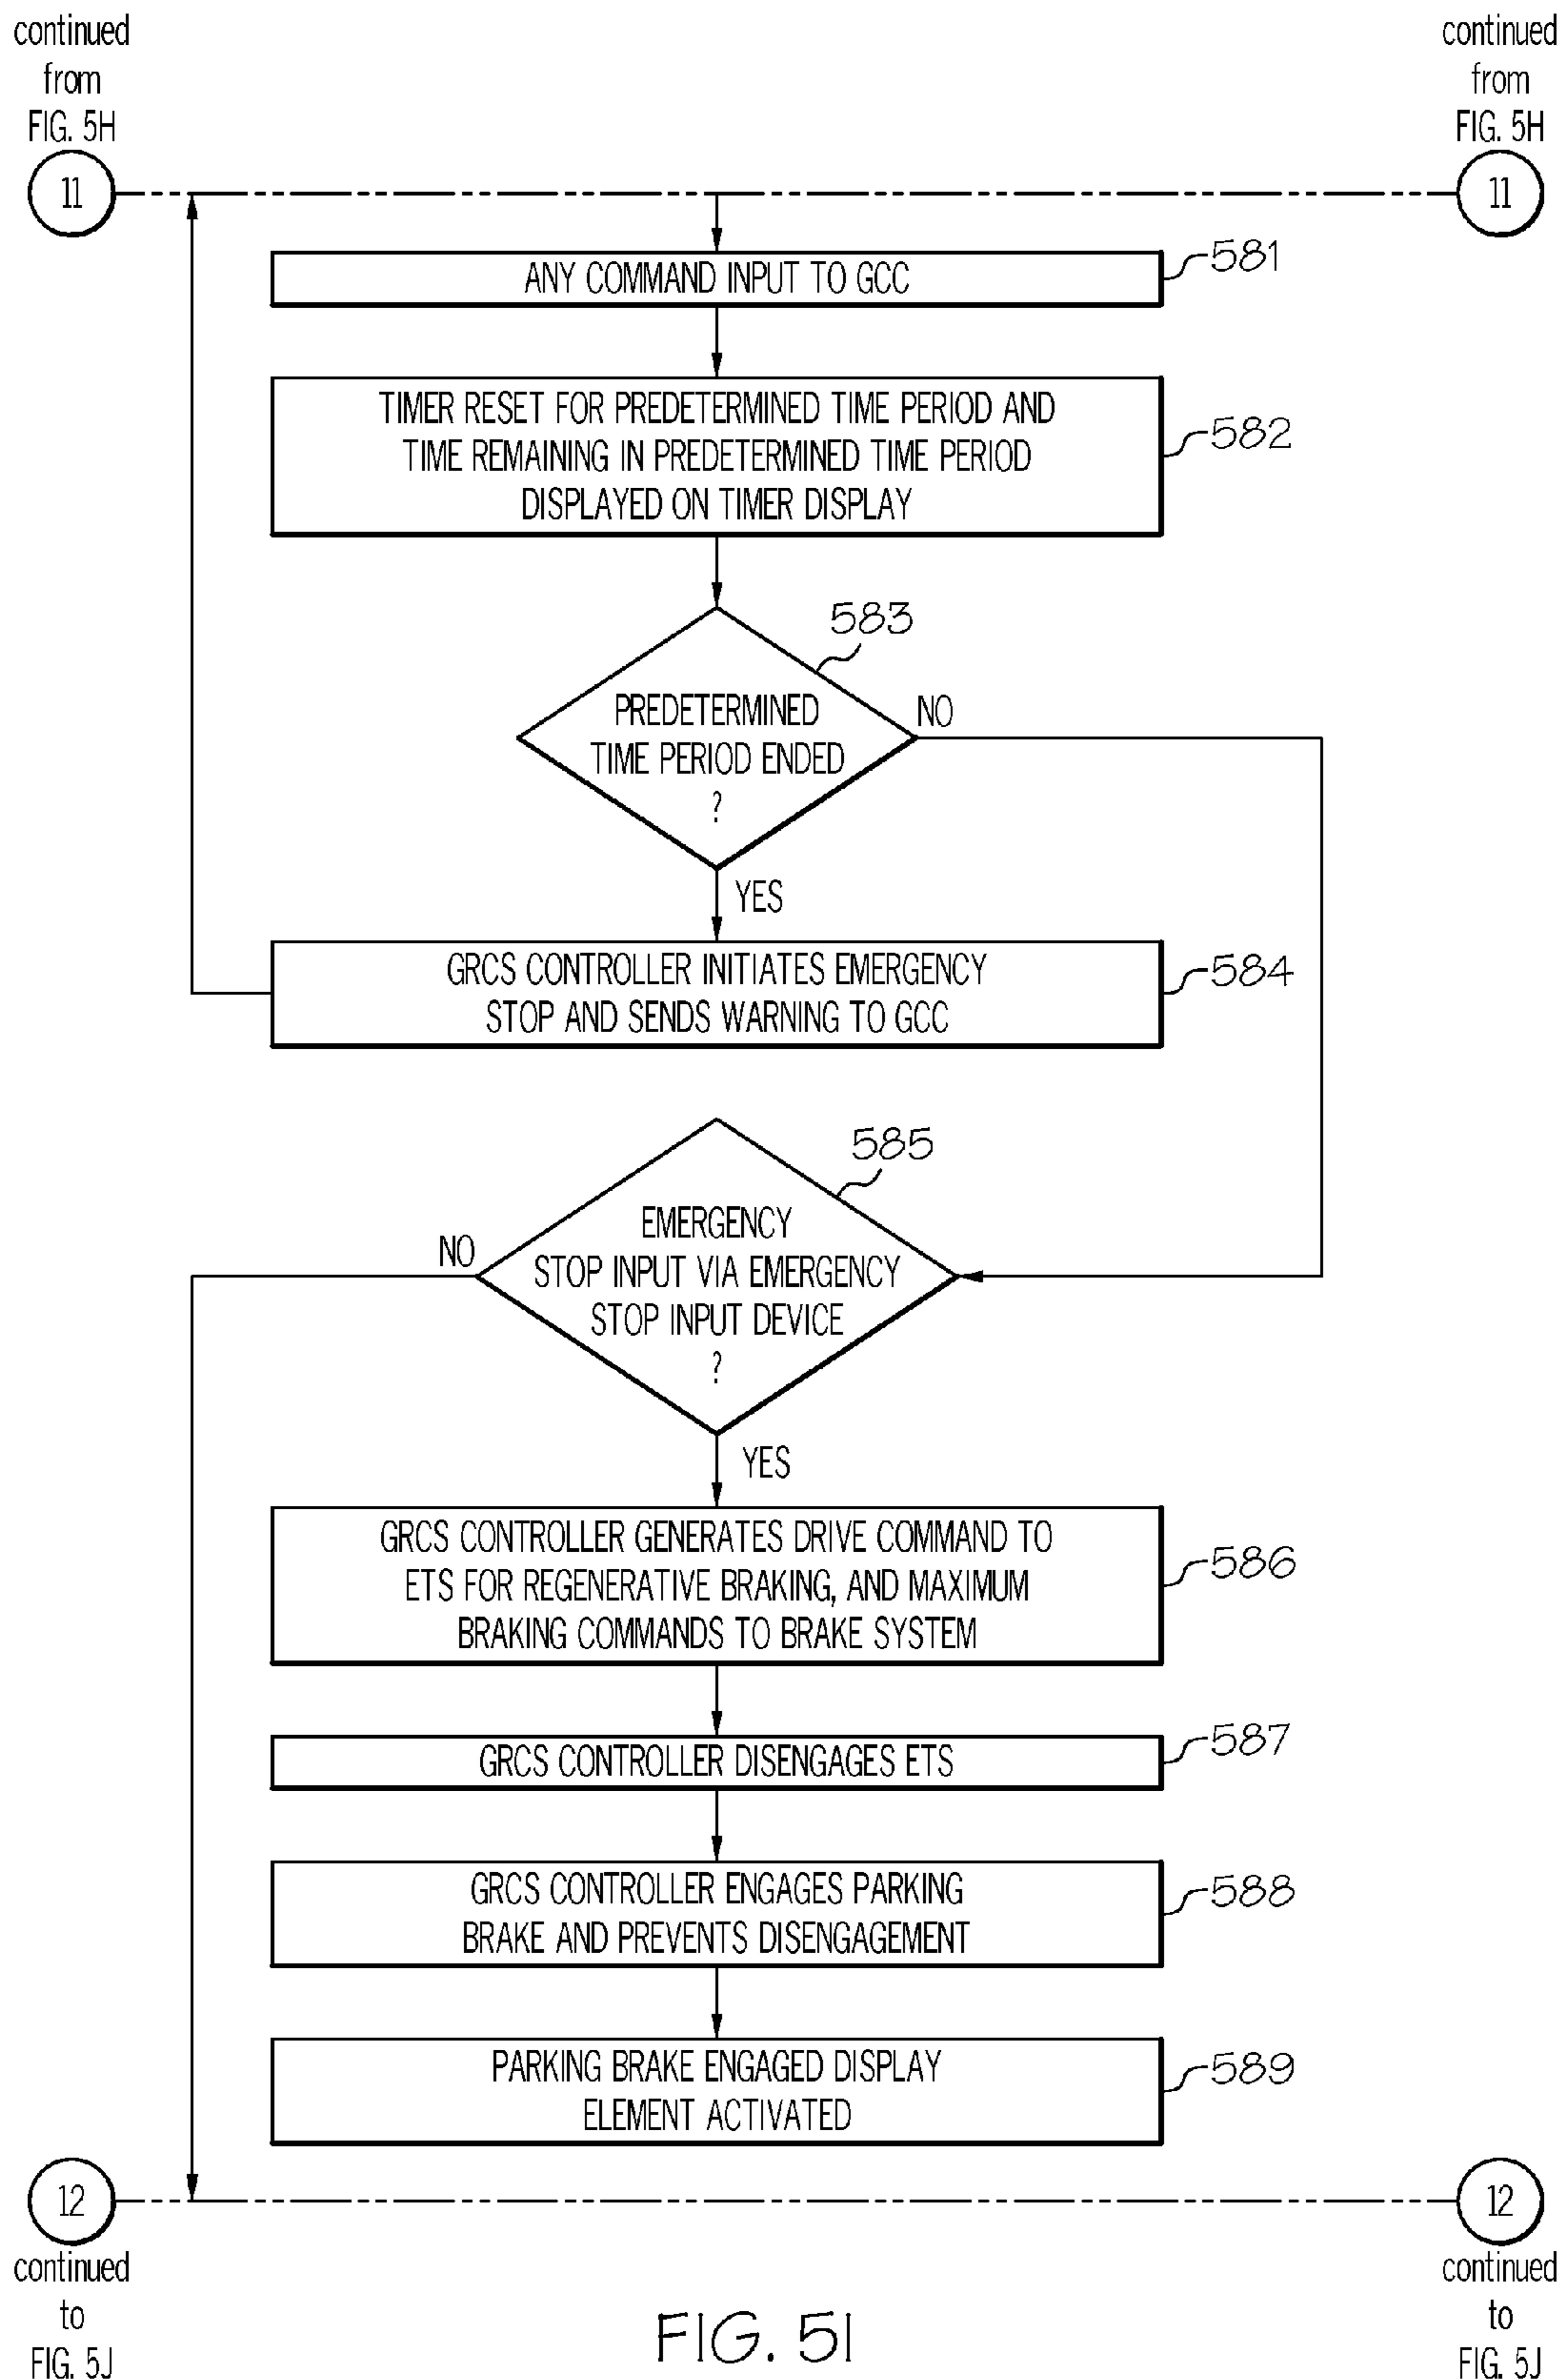 continued
from
FIG. 5H
continued
from
FIG. 5H
11
11
ANY COMMAND INPUT TO GCC
581
TIMER RESET FOR PREDETERMINED TIME PERIOD AND
TIME REMAINING IN PREDETERMINED TIME PERIOD
DISPLAYED ON TIMER DISPLAY
582
583
PREDETERMINED
TIME PERIOD ENDED
?
NO
YES
GRCS CONTROLLER INITIATES EMERGENCY
STOP AND SENDS WARNING TO GCC
584
585
EMERGENCY
STOP INPUT VIA EMERGENCY
STOP INPUT DEVICE
?
NO
YES
GRCS CONTROLLER GENERATES DRIVE COMMAND TO
ETS FOR REGENERATIVE BRAKING, AND MAXIMUM
BRAKING COMMANDS TO BRAKE SYSTEM
586
GRCS CONTROLLER DISENGAGES ETS
587
GRCS CONTROLLER ENGAGES PARKING
BRAKE AND PREVENTS DISENGAGEMENT
588
PARKING BRAKE ENGAGED DISPLAY
ELEMENT ACTIVATED
589
12
12
continued
to
FIG. 5J
continued
to
FIG. 5J
FIG. 5I